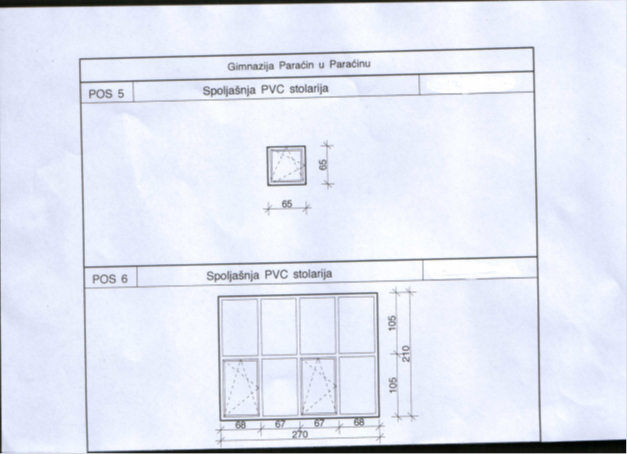 Gimnazija Paraćin u Paraćinu
POS 5 Spoljašnja PVC stolarija
65
65
POS 6 Spoljašnja PVC stolarija
105
210
105
68 67 67 68
270